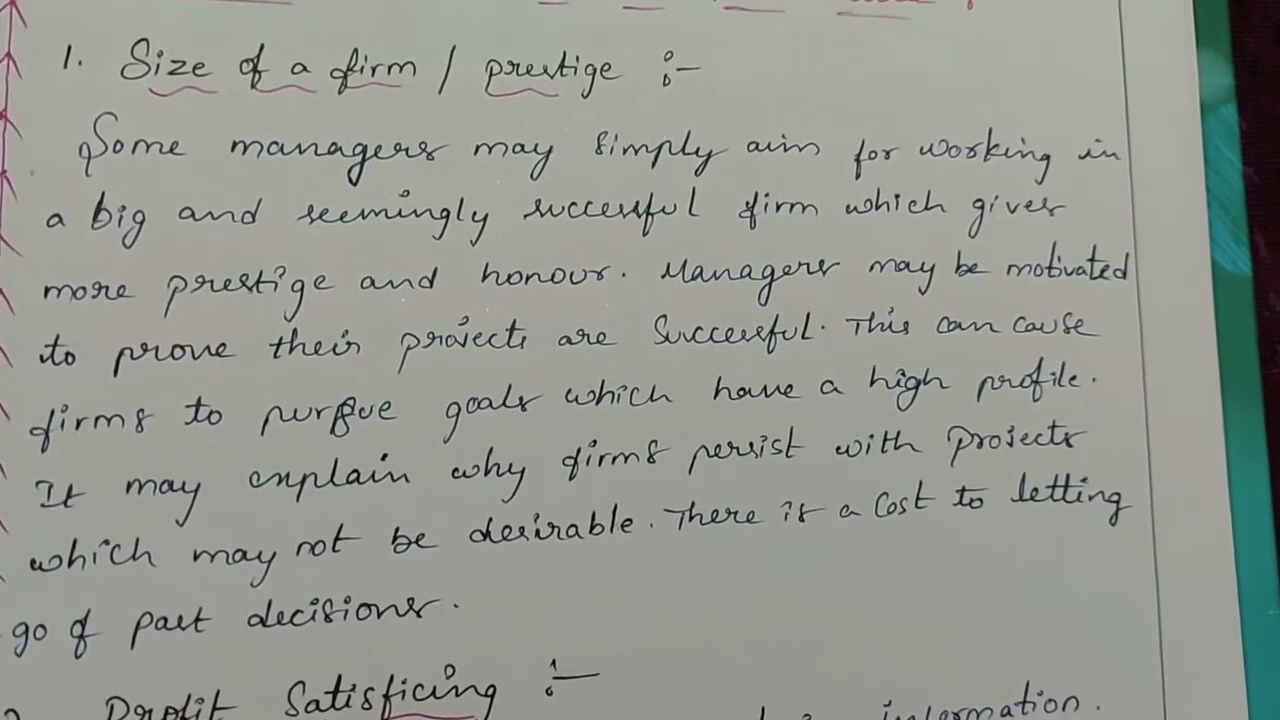 1. Size of a firm / prestige :-
Some managers may simply aim for working in
a big and seemingly successful firm which gives
more prestige and honour. Managers may be motivated
to prove their projects are successful. This can cause
firms to pursue goals which have a high profile.
It may explain why firms persist with projects
which may not be desirable. There is a cost to letting
go of past decisions.
Profit Satisficing :-
information.